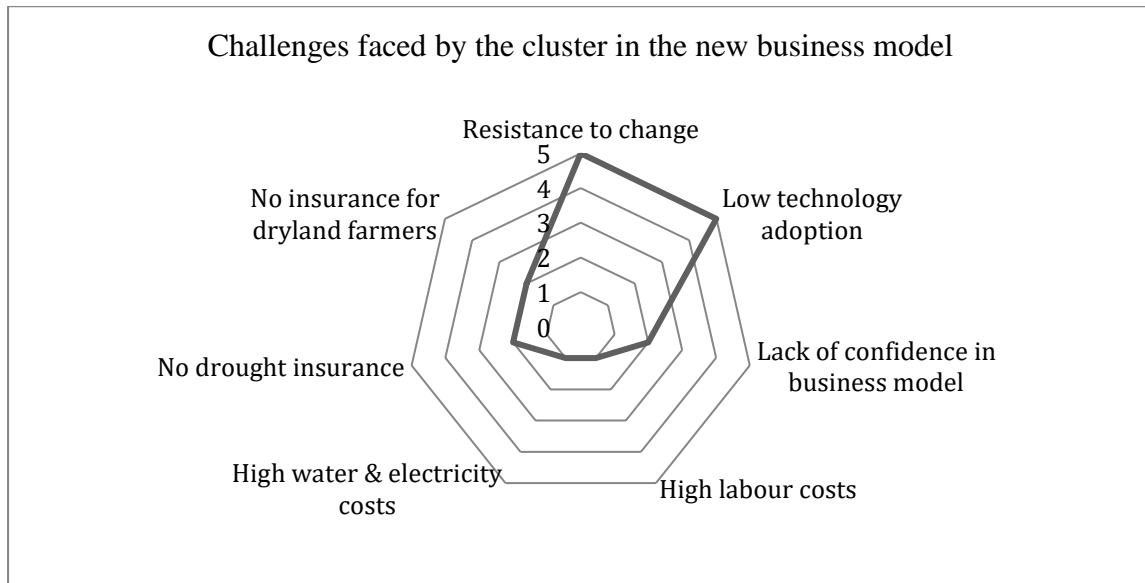 Challenges faced by the cluster in the new business model
Resistance to change
5
4
3
2
1
0
Low technology
adoption
Lack of confidence in
business model
High labour costs
High water & electricity
costs
No drought insurance
No insurance for
dryland farmers